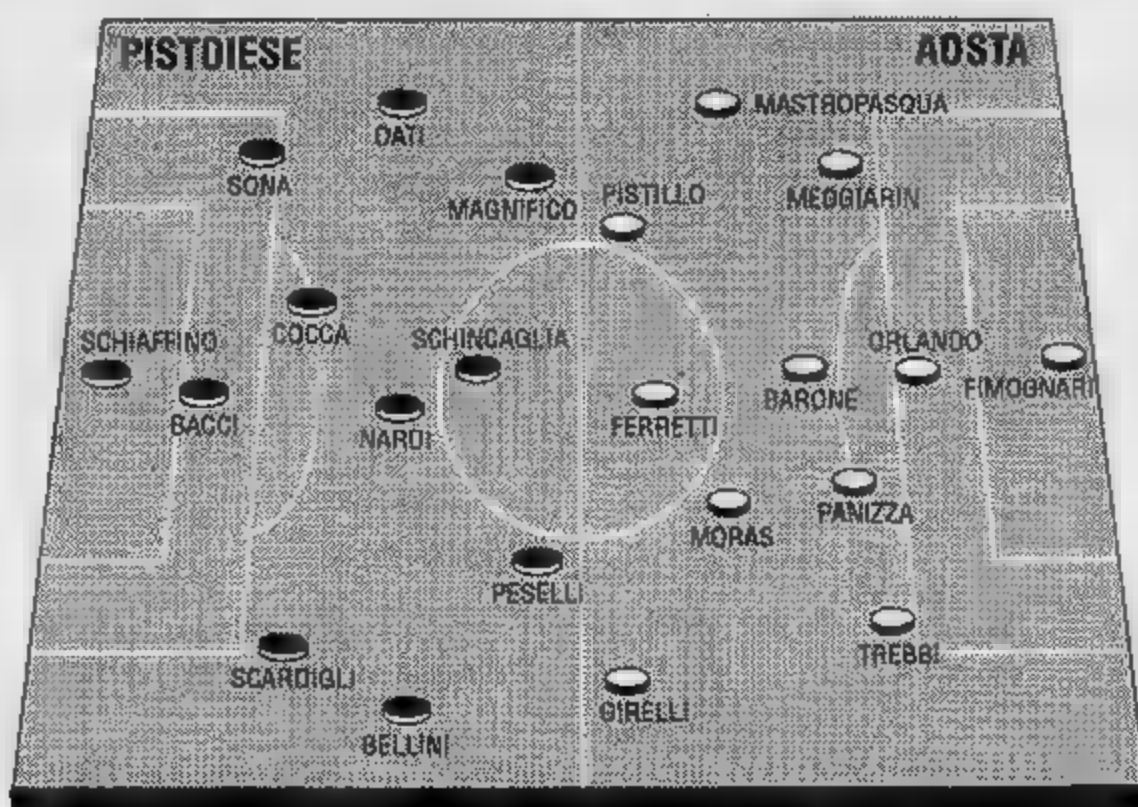 PISTOIESE
AOSTA
DATI
MASTROPASQUA
SONA
MAGNIFICO
PISTILLO
MEGGIARIN
COCCA
SCHIAFFINO
SCHINCAGLIA
ORLANDO
BACCI
NARDI
FERRETTI
BARONE
FIMOGNARI
MORAS
PANIZZA
PESELLI
SCARDIGLI
TREBBI
BELLINI
GIRELLI